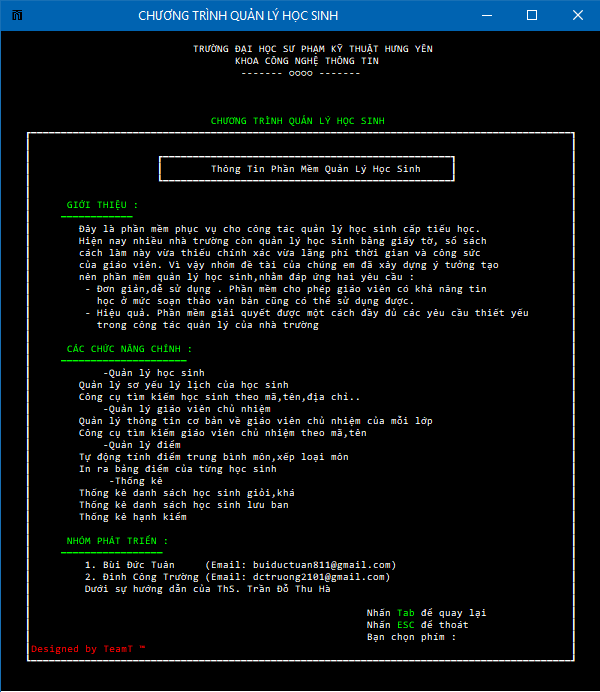 CHƯƠNG TRÌNH QUẢN LÝ HỌC SINH
TRƯỜNG ĐẠI HỌC SƯ PHẠM KỸ THUẬT HƯNG YÊN
KHOA CÔNG NGHỆ THÔNG TIN
------- oOOo -------
CHƯƠNG TRÌNH QUẢN LÝ HỌC SINH
Thông Tin Phần Mềm Quản Lý Học Sinh
GIỚI THIỆU :
Đây là phần mềm phục vụ cho công tác quản lý học sinh cấp tiểu học.
Hiện nay nhiều nhà trường còn quản lý học sinh bằng giấy tờ, sổ sách
cách làm này vừa thiếu chính xác vừa lãng phí thời gian và công sức
của giáo viên. Vì vậy nhóm đề tài của chúng em đã xây dựng ý tưởng tạo
nên phần mềm quản lý học sinh,nhằm đáp ứng hai yêu cầu :
- Đơn giản,dễ sử dụng . Phần mềm cho phép giáo viên có khả năng tin
học ở mức soạn thảo văn bản cũng có thể sử dụng được.
- Hiệu quả. Phần mềm giải quyết được một cách đầy đủ các yêu cầu thiết yếu
trong công tác quản lý của nhà trường
CÁC CHỨC NĂNG CHÍNH :
-Quản lý học sinh
Quản lý sơ yếu lý lịch của học sinh
Công cụ tìm kiếm học sinh theo mã,tên,địa chỉ..
-Quản lý giáo viên chủ nhiệm
Quản lý thông tin cơ bản về giáo viên chủ nhiệm của mỗi lớp
Công cụ tìm kiếm giáo viên chủ nhiệm theo mã,tên
-Quản lý điểm
Tự động tính điểm trung bình môn,xếp loại môn
In ra bảng điểm của từng học sinh
-Thống kê
Thống kê danh sách học sinh giỏi,khá
Thống kê danh sách học sinh lưu ban
Thống kê hạnh kiểm
NHÓM PHÁT TRIỂN :
1. Bùi Đức Tuân (Email: buiductuan811@gmail.com)
2. Đinh Công Trường (Email: dctruong2101@gmail.com)
Dưới sự hướng dẫn của ThS. Trần Đỗ Thu Hà
Nhấn Tab để quay lại
Nhấn ESC để thoát
Bạn chọn phím :
Designed by TeamT ™